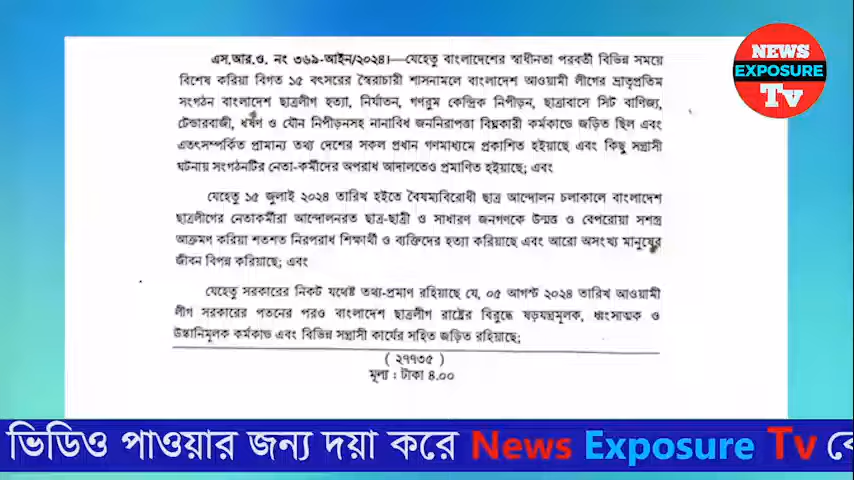 এস.আর.ও. নং ৩৬৯-আইন/২০২৪।—যেহেতু বাংলাদেশের স্বাধীনতা পরবর্তী বিভিন্ন সময়ে
বিশেষ করিয়া বিগত ১৫ বৎসরের স্বৈরাচারী শাসনামলে বাংলাদেশ আওয়ামী লীগের ভ্রাতৃপ্রতিম
সংগঠন বাংলাদেশ ছাত্রলীগ হত্যা, নির্যাতন, গণরুম কেন্দ্রিক নিপীড়ন, ছাত্রাবাসে সিট বাণিজ্য,
টেন্ডারবাজী, ধর্ষণ ও যৌন নিপীড়নসহ নানাবিধ জননিরাপত্তা বিঘ্নকারী কর্মকান্ডে জড়িত ছিল এবং
এতৎসম্পর্কিত প্রামান্য তথ্য দেশের সকল প্রধান গণমাধ্যমে প্রকাশিত হইয়াছে এবং কিছু সন্ত্রাসী
ঘটনায় সংগঠনটির নেতা-কর্মীদের অপরাধ আদালতেও প্রমাণিত হইয়াছে; এবং
যেহেতু ১৫ জুলাই ২০২৪ তারিখ হইতে বৈষম্যবিরোধী ছাত্র আন্দোলন চলাকালে বাংলাদেশ
ছাত্রলীগের নেতাকর্মীরা আন্দোলনরত ছাত্র-ছাত্রী ও সাধারণ জনগণকে উন্মত্ত ও বেপরোয়া সশস্ত্র
আক্রমণ করিয়া শতশত নিরপরাধ শিক্ষার্থী ও ব্যক্তিদের হত্যা করিয়াছে এবং আরো অসংখ্য মানুষের
জীবন বিপন্ন করিয়াছে; এবং
যেহেতু সরকারের নিকট যথেষ্ট তথ্য-প্রমাণ রহিয়াছে যে, ০৫ আগস্ট ২০২৪ তারিখ আওয়ামী
লীগ সরকারের পতনের পরও বাংলাদেশ ছাত্রলীগ রাষ্ট্রের বিরুদ্ধে ষড়যন্ত্রমূলক, ধ্বংসাত্মক ও
উস্কানিমূলক কর্মকান্ড এবং বিভিন্ন সন্ত্রাসী কার্যের সহিত জড়িত রহিয়াছে;
( ২৭৭৩৫ )
মূল্য : টাকা ৪.০০
NEWS
EXPOSURE
Tv
ভিডিও পাওয়ার জন্য দয়া করে News Exposure Tv